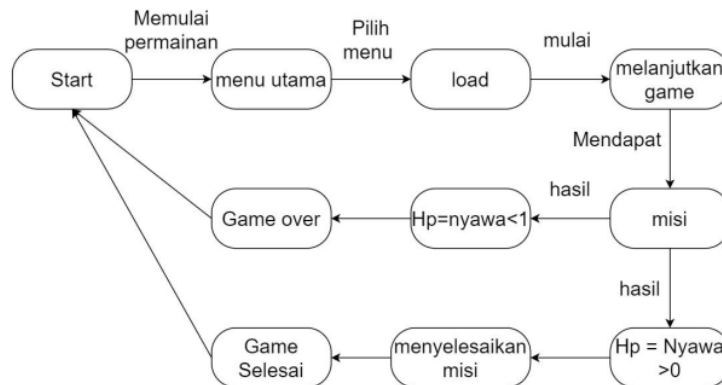 Memulai
permainan
Pilih
menu
mulai
Start
menu utama
load
melanjutkan
game
Mendapat
hasil
Game over
Hp=nyawa<1
misi
hasil
Game
Selesai
menyelesaikan
misi
Hp = Nyawa
>0